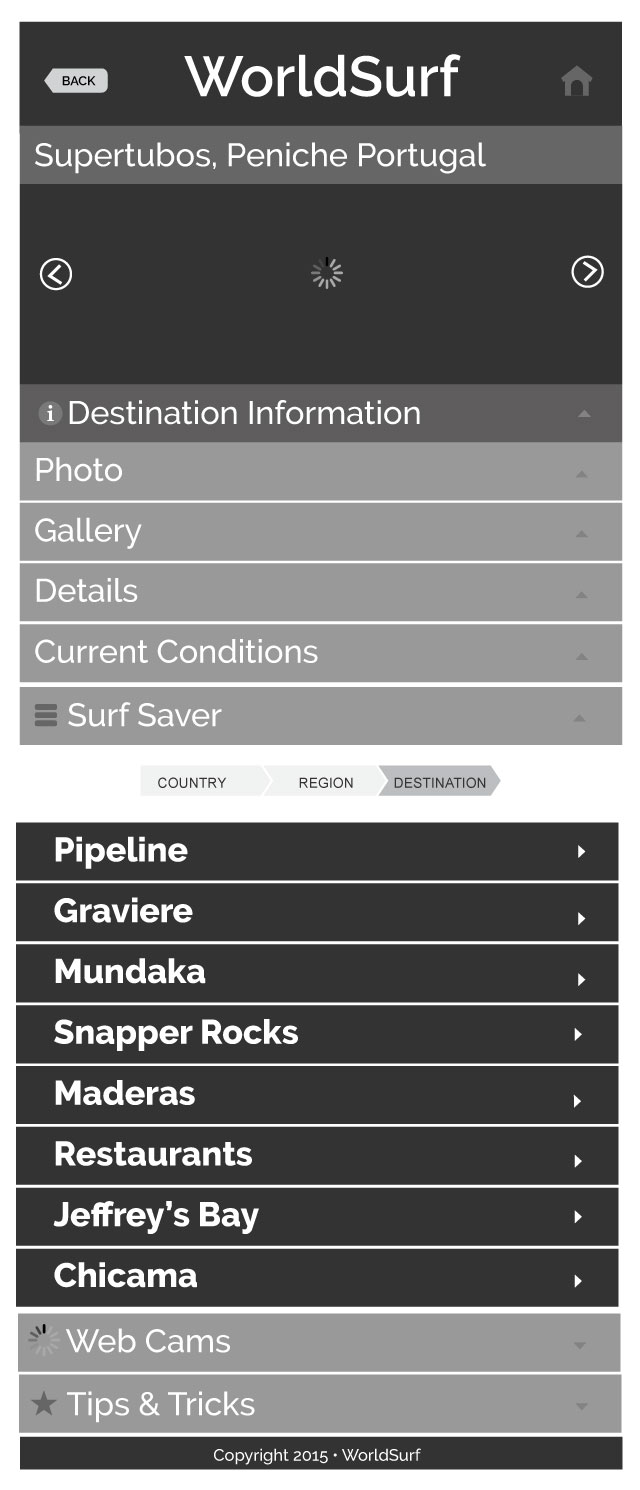 BACK
WorldSurf
Supertubos, Peniche Portugal
i Destination Information
Photo
Gallery
Details
Current Conditions
Surf Saver
COUNTRY REGION DESTINATION
Pipeline
Graviere
Mundaka
Snapper Rocks
Maderas
Restaurants
Jeffrey’s Bay
Chicama
Web Cams
Tips & Tricks
Copyright 2015 • WorldSurf